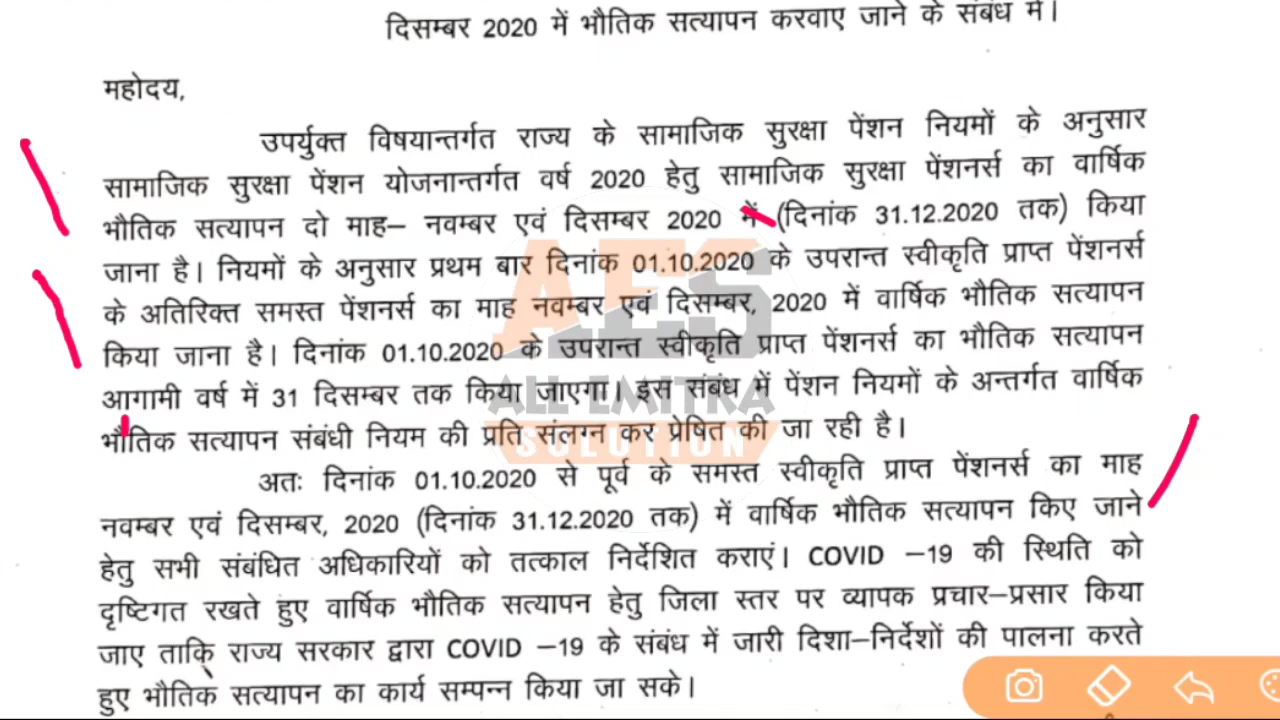 दिसम्बर 2020 में भौतिक सत्यापन करवाए जाने के संबंध में।
महोदय,
उपर्युक्त विषयान्तर्गत राज्य के सामाजिक सुरक्षा पेंशन नियमों के अनुसार
सामाजिक सुरक्षा पेंशन योजनान्तर्गत वर्ष 2020 हेतु सामाजिक सुरक्षा पेंशनर्स का वार्षिक
भौतिक सत्यापन दो माह– नवम्बर एवं दिसम्बर 2020 में (दिनांक 31.12.2020 तक) किया
जाना है। नियमों के अनुसार प्रथम बार दिनांक 01.10.2020 के उपरान्त स्वीकृति प्राप्त पेंशनर्स
के अतिरिक्त समस्त पेंशनर्स का माह नवम्बर एवं दिसम्बर, 2020 में वार्षिक भौतिक सत्यापन
किया जाना है। दिनांक 01.10.2020 के उपरान्त स्वीकृति प्राप्त पेंशनर्स का भौतिक सत्यापन
आगामी वर्ष में 31 दिसम्बर तक किया जाएगा। इस संबंध में पेंशन नियमों के अन्तर्गत वार्षिक
भौतिक सत्यापन संबंधी नियम की प्रति संलग्न कर प्रेषित की जा रही है।
अतः दिनांक 01.10.2020 से पूर्व के समस्त स्वीकृति प्राप्त पेंशनर्स का माह
नवम्बर एवं दिसम्बर, 2020 (दिनांक 31.12.2020 तक) में वार्षिक भौतिक सत्यापन किए जाने
हेतु सभी संबंधित अधिकारियों को तत्काल निर्देशित कराएं। COVID –19 की स्थिति को
दृष्टिगत रखते हुए वार्षिक भौतिक सत्यापन हेतु जिला स्तर पर व्यापक प्रचार–प्रसार किया
जाए ताकि राज्य सरकार द्वारा COVID –19 के संबंध में जारी दिशा–निर्देशों की पालना करते
हुए भौतिक सत्यापन का कार्य सम्पन्न किया जा सके।
AES
ALL EMITRA
SOLUTION